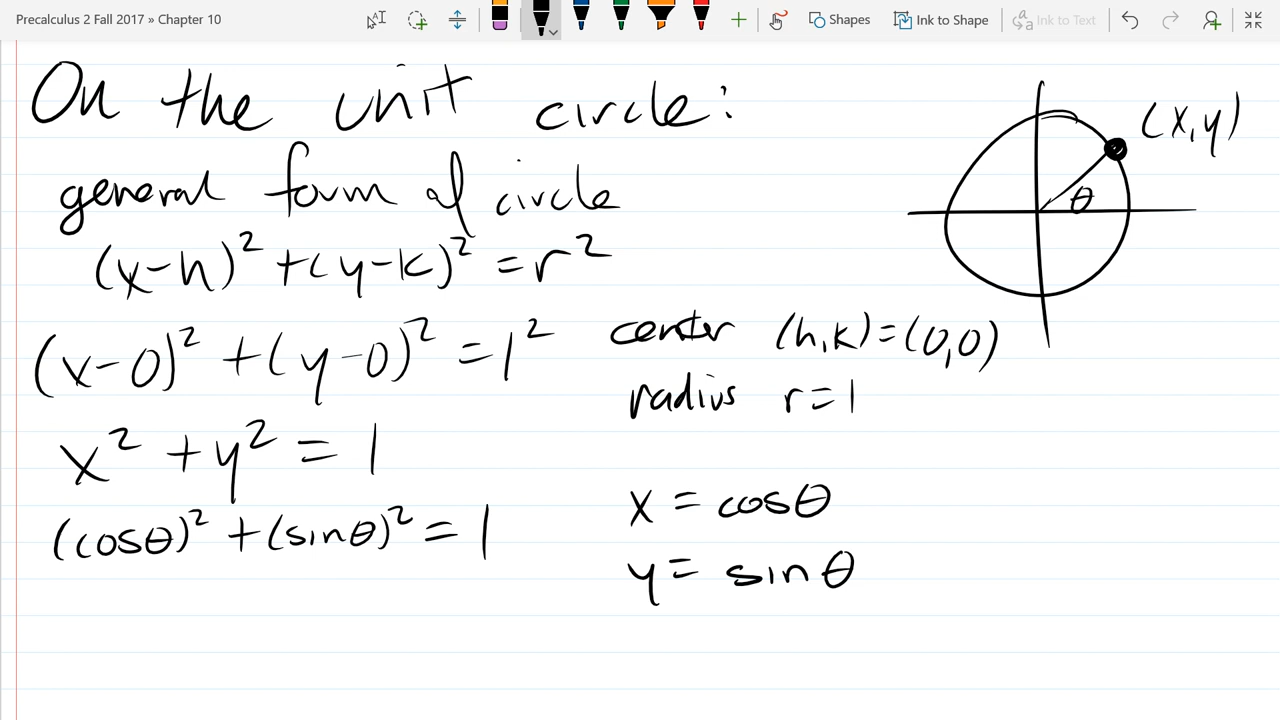 Precalculus 2 Fall 2017 » Chapter 10
Shapes
Ink to Shape
Ink to Text
On the unit circle:
(x,y)
θ
general form of circle
(x-h)² +(y-k)² =r²
(x-0)² +(y-0)² =1²
center (h,k)=(0,0)
radius r=1
x² +y² = 1
x = cosθ
(cosθ)² +(sinθ)² = 1
y= sinθ